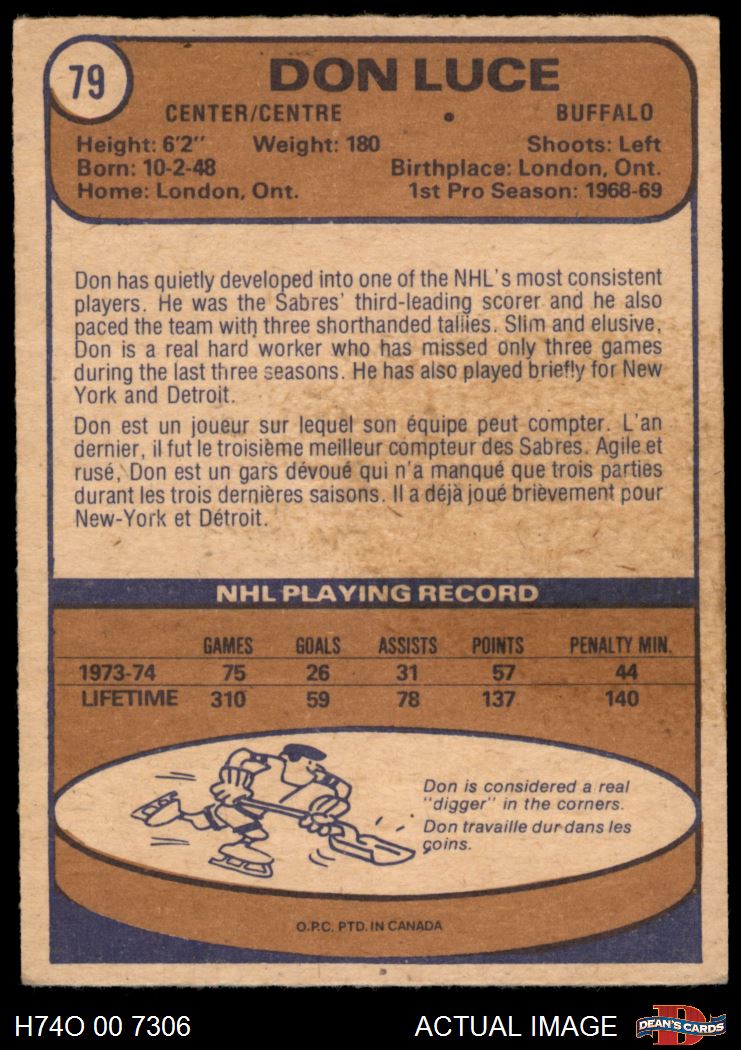 79
DON LUCE
CENTER/CENTRE • BUFFALO
Height: 6'2" Weight: 180 Shoots: Left
Born: 10-2-48 Birthplace: London, Ont.
Home: London, Ont. 1st Pro Season: 1968-69
Don has quietly developed into one of the NHL's most consistent
players. He was the Sabres' third-leading scorer and he also
paced the team with three shorthanded tallies. Slim and elusive,
Don is a real hard worker who has missed only three games
during the last three seasons. He has also played briefly for New
York and Detroit.
Don est un joueur sur lequel son équipe peut compter. L'an
dernier, il fut le troisième meilleur compteur des Sabres. Agile et
rusé, Don est un gars dévoué qui n'a manqué que trois parties
durant les trois dernières saisons. Il a déjà joué brièvement pour
New-York et Détroit.
NHL PLAYING RECORD
GAMES GOALS ASSISTS POINTS PENALTY MIN.
1973-74 75 26 31 57 44
LIFETIME 310 59 78 137 140
Don is considered a real
"digger" in the corners.
Don travaille dur dans les
coins.
O.P.C. PTD. IN CANADA
H74O 00 7306 ACTUAL IMAGE D DEAN'S CARDS